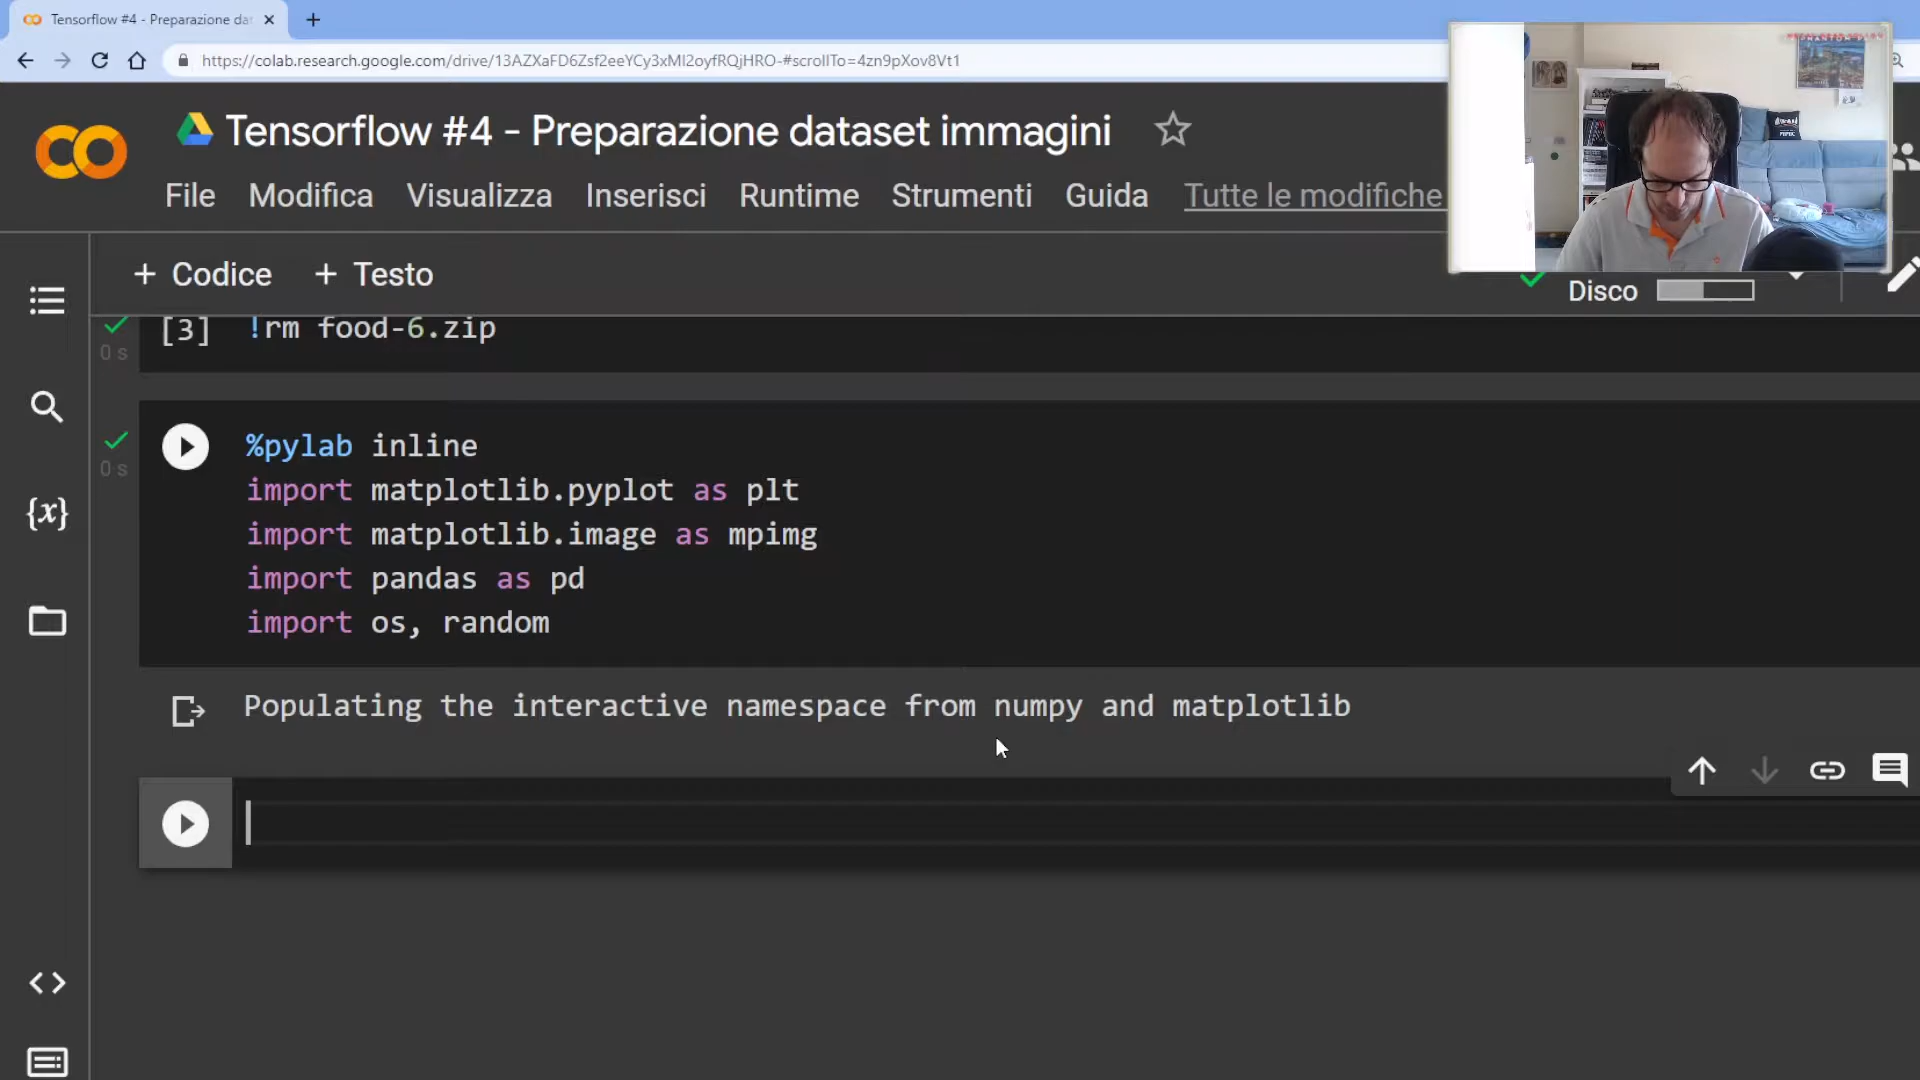 Tensorflow #4 - Preparazione da
https://colab.research.google.com/drive/13AZXaFD6Zsf2eeYCy3xMI2oyfRQjHRO-#scrollTo=4zn9pXov8Vt1
Tensorflow #4 - Preparazione dataset immagini
File Modifica Visualizza Inserisci Runtime Strumenti Guida Tutte le modifiche
+ Codice + Testo
Disco
[3] !rm food-6.zip
0 s
%pylab inline
0 s
import matplotlib.pyplot as plt
import matplotlib.image as mpimg
import pandas as pd
import os, random
Populating the interactive namespace from numpy and matplotlib